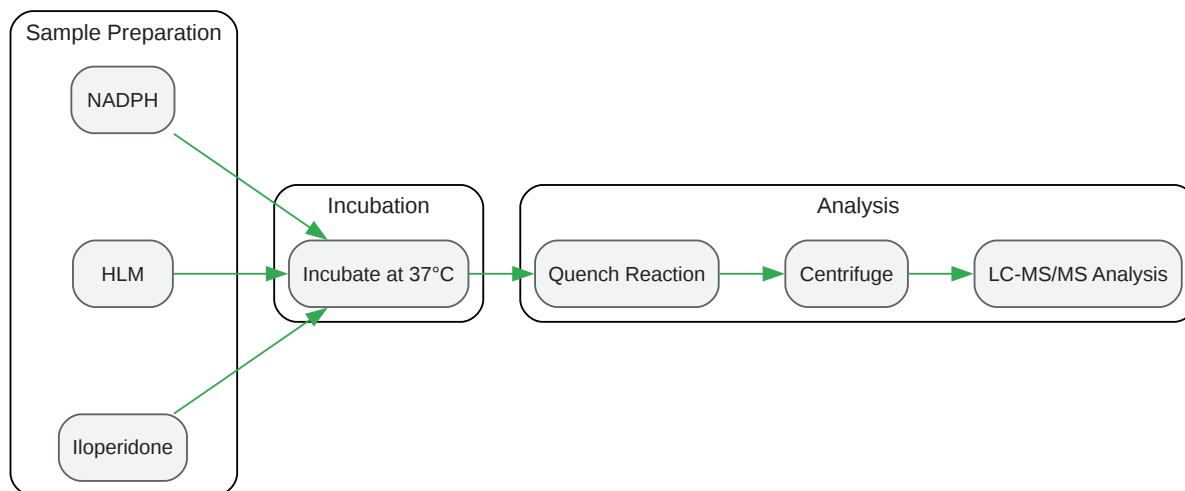 Sample Preparation
NADPH
HLM
Iloperidone
Incubation
Incubate at 37°C
Analysis
Quench Reaction
Centrifuge
LC-MS/MS Analysis